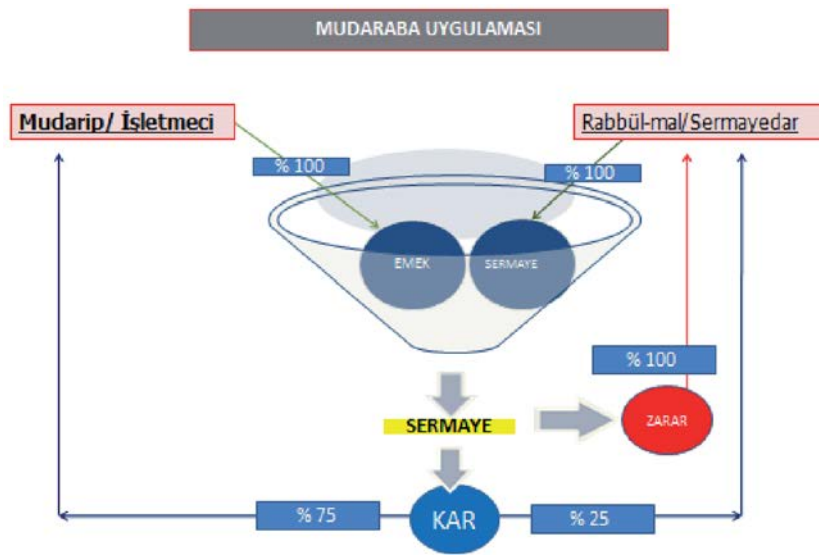 MUDARABA UYGULAMASI
Mudarip/ İşletmeci
Rabbül-mal/Sermayedar
% 100
% 100
EMEK
SERMAYE
% 100
SERMAYE
ZARAR
% 75
KAR
% 25